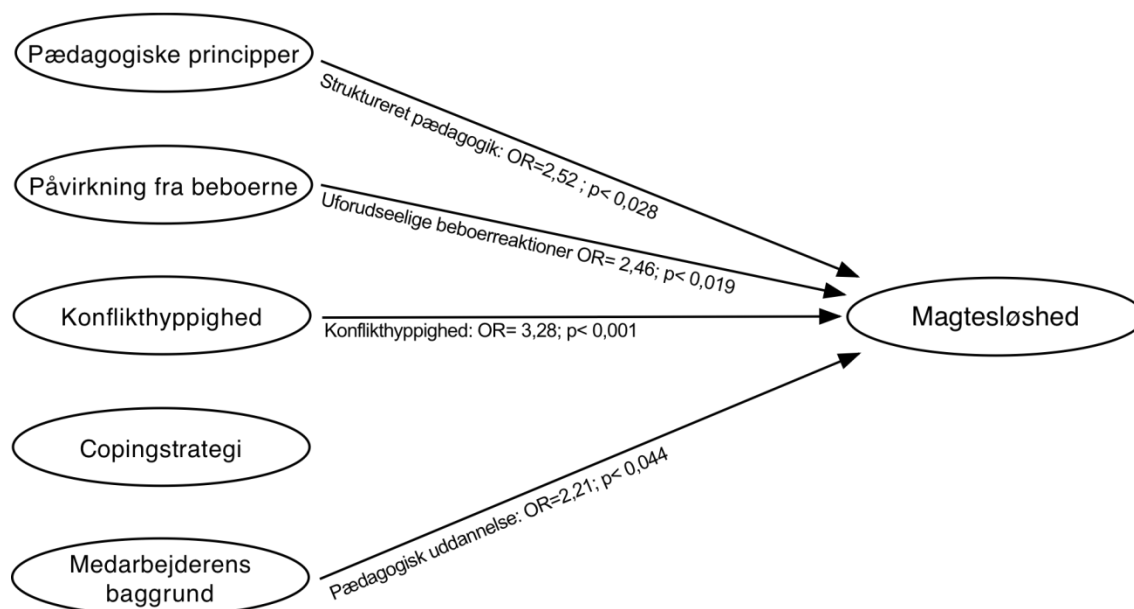 Pædagogiske principper
Struktureret pædagogik: OR=2,52 ; p< 0,028
Påvirkning fra beboerne
Uforudseelige beboerreaktioner OR= 2,46; p< 0,019
Konflikthyppighed
Konflikthyppighed: OR= 3,28; p< 0,001
Magtesløshed
Copingstrategi
Pædagogisk uddannelse: OR=2,21; p< 0,044
Medarbejderens
baggrund